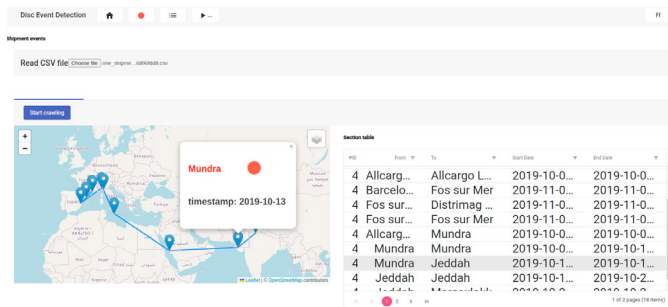 Disc Event Detection
Ff
Shipment events
Read CSV file Choose file one_shipme...fd8.csv
Start crawling
+
−
×
Mundra
timestamp: 2019-10-13
Leaflet | © OpenStreetMap contributors
Section table
ID From To Start Date End Date
4 Allcarg... Allcargo L... 2019-10-0... 2019-10-0...
4 Barcelo... Fos sur Mer 2019-11-0... 2019-11-0...
4 Fos sur... Distrimag ... 2019-11-0... 2019-11-0...
4 Fos sur... Fos sur Mer 2019-11-0... 2019-11-0...
4 Allcarg... Mundra 2019-10-0... 2019-10-0...
4 Mundra Mundra 2019-10-0... 2019-10-1...
4 Mundra Jeddah 2019-10-1... 2019-10-1...
4 Jeddah Jeddah 2019-10-1... 2019-10-2...
1 2
1 of 2 pages (18 items)